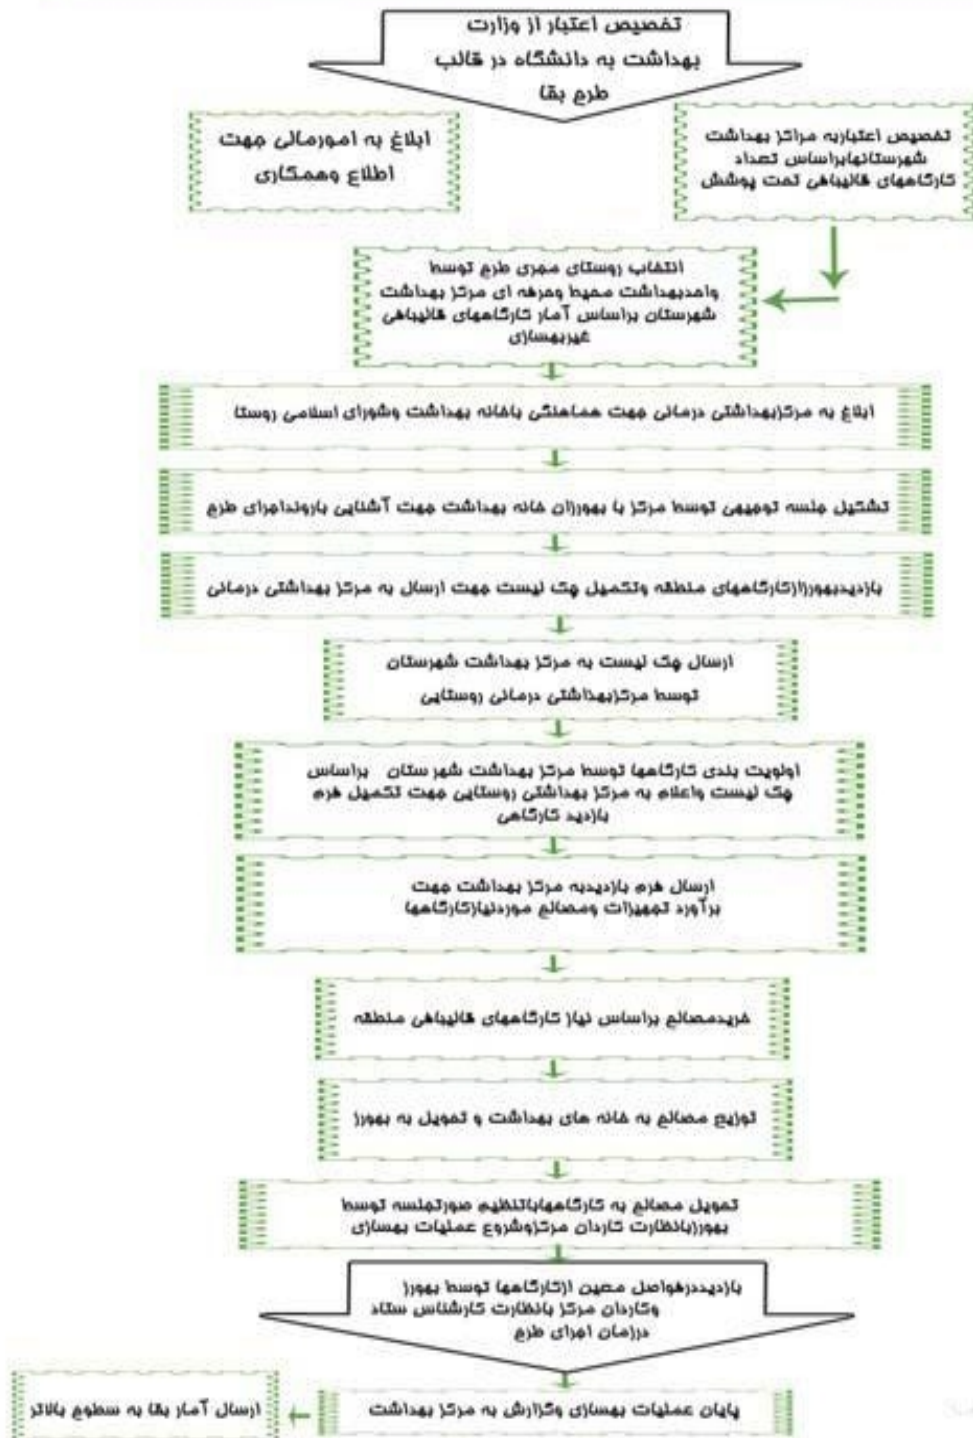 تخصیص اعتبار از وزارت
بهداشت به دانشگاه در قالب
طرح بقا
تخصیص اعتباربه مراکز بهداشت
شهرستانهابراساس تعداد
کارگاههای قالیبافی تحت پوشش
ابلاغ به امورمالی جهت
اطلاع وهمکاری
انتخاب روستای مجری طرح توسط
واحدبهداشت محیط وحرفه ای مرکز بهداشت
شهرستان براساس آمار کارگاههای قالیبافی
غیربهسازی
ابلاغ به مرکزبهداشتی درمانی جهت هماهنگی باخانه بهداشت وشورای اسلامی روستا
تشکیل جلسه توجیهی توسط مرکز با بهورزان خانه بهداشت جهت آشنایی بارونداجرای طرح
بازدیدبهورزازکارگاههای منطقه وتکمیل چک لیست جهت ارسال به مرکز بهداشتی درمانی
ارسال چک لیست به مرکز بهداشت شهرستان
توسط مرکزبهداشتی درمانی روستایی
اولویت بندی کارگاهها توسط مرکز بهداشت شهرستان براساس
چک لیست واعلام به مرکز بهداشتی روستایی جهت تکمیل فرم
بازدید کارگاهی
ارسال فرم بازدیدبه مرکز بهداشت جهت
برآورد تجهیزات ومصالح موردنیازکارگاهها
خریدمصالح براساس نیاز کارگاههای قالیبافی منطقه
توزیع مصالح به خانه های بهداشت و تحویل به بهورز
تحویل مصالح به کارگاههاباتنظیم صورتجلسه توسط
بهورزبانظارت کاردان مرکزوشروع عملیات بهسازی
بازدیددرفواصل معین ازکارگاهها توسط بهورز
وکاردان مرکز بانظارت کارشناس ستاد
درزمان اجرای طرح
پایان عملیات بهسازی وگزارش به مرکز بهداشت
ارسال آمار بقا به سطوح بالاتر